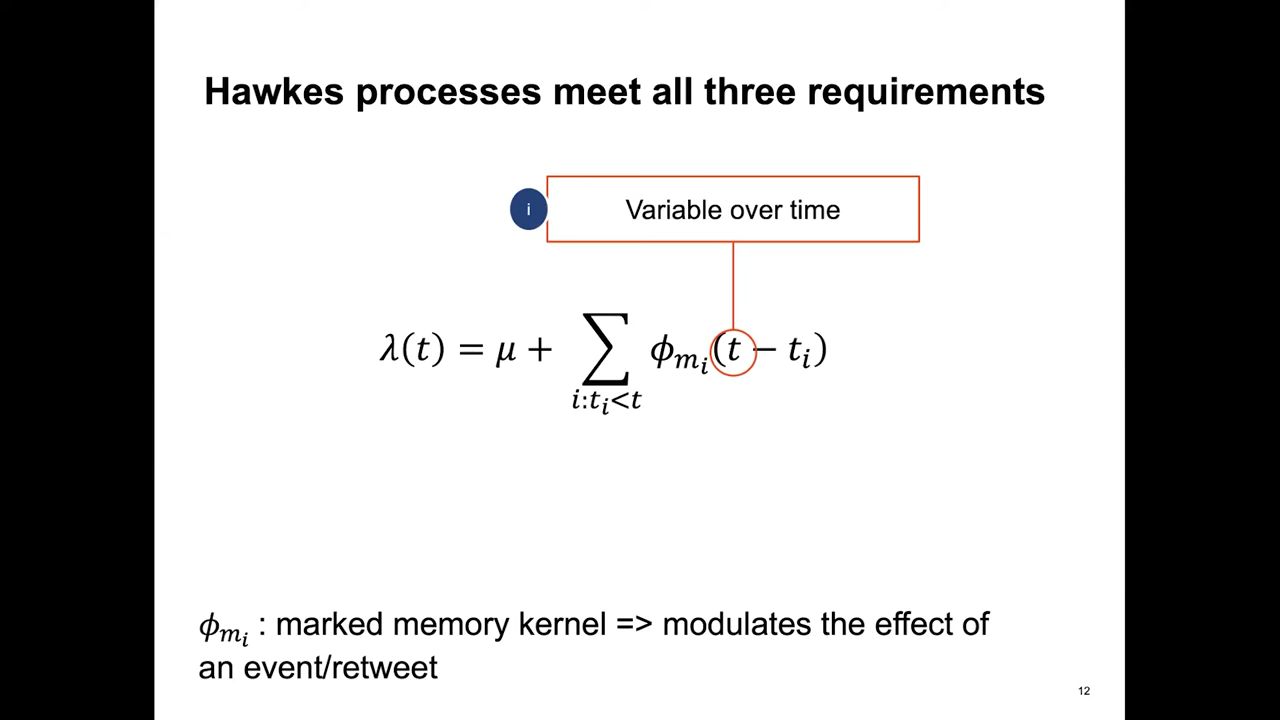 Hawkes processes meet all three requirements
i
Variable over time
λ(t) = μ + ∑ ϕ_{m_i}(t − t_i)
i:t_i<t
ϕ_{m_i} : marked memory kernel => modulates the effect of
an event/retweet
12